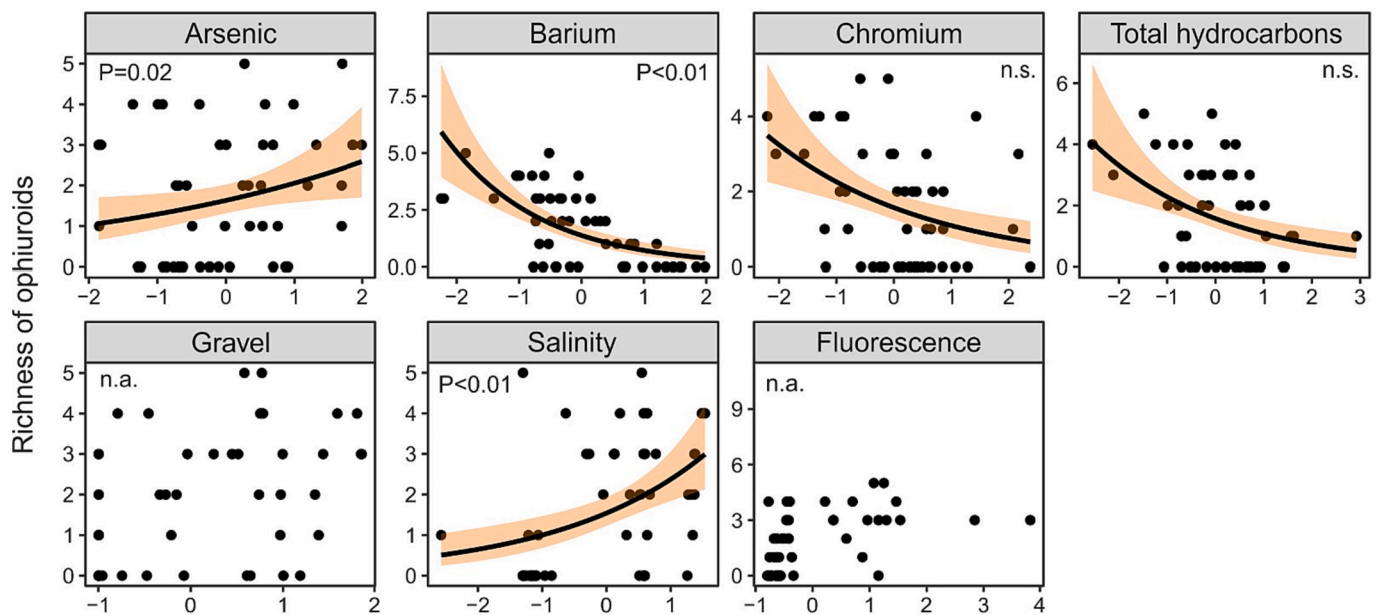 Richness of ophiuroids
Arsenic
P=0.02
5
4
3
2
1
0
−2 −1 0 1 2
Barium
P<0.01
7.5
5.0
2.5
0.0
−2 −1 0 1 2
Chromium
n.s.
4
2
0
−2 −1 0 1 2
Total hydrocarbons
n.s.
6
4
2
0
−2 −1 0 1 2 3
Gravel
n.a.
5
4
3
2
1
0
−1 0 1 2
Salinity
P<0.01
5
4
3
2
1
0
−2 −1 0 1
Fluorescence
n.a.
9
6
3
0
−1 0 1 2 3 4